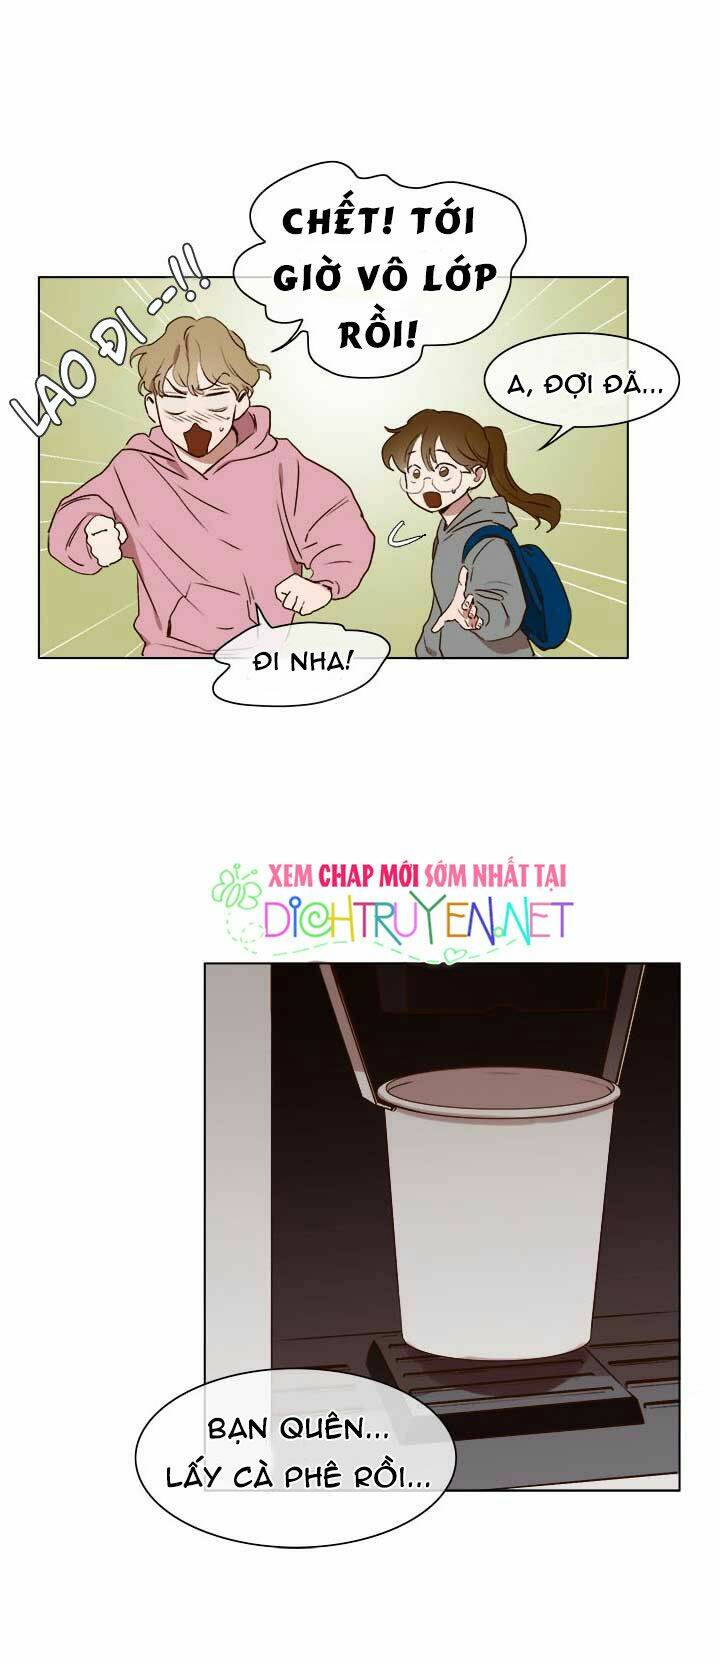 CHẾT! TỚI
GIỜ VÔ LỚP
RỒI!
LAO ĐI --!!
A, ĐỢI ĐÃ...
ĐI NHA!
XEM CHAP MỚI SỚM NHẤT TẠI
DICHTRUYEN.NET
BẠN QUÊN...
LẤY CÀ PHÊ RỒI...